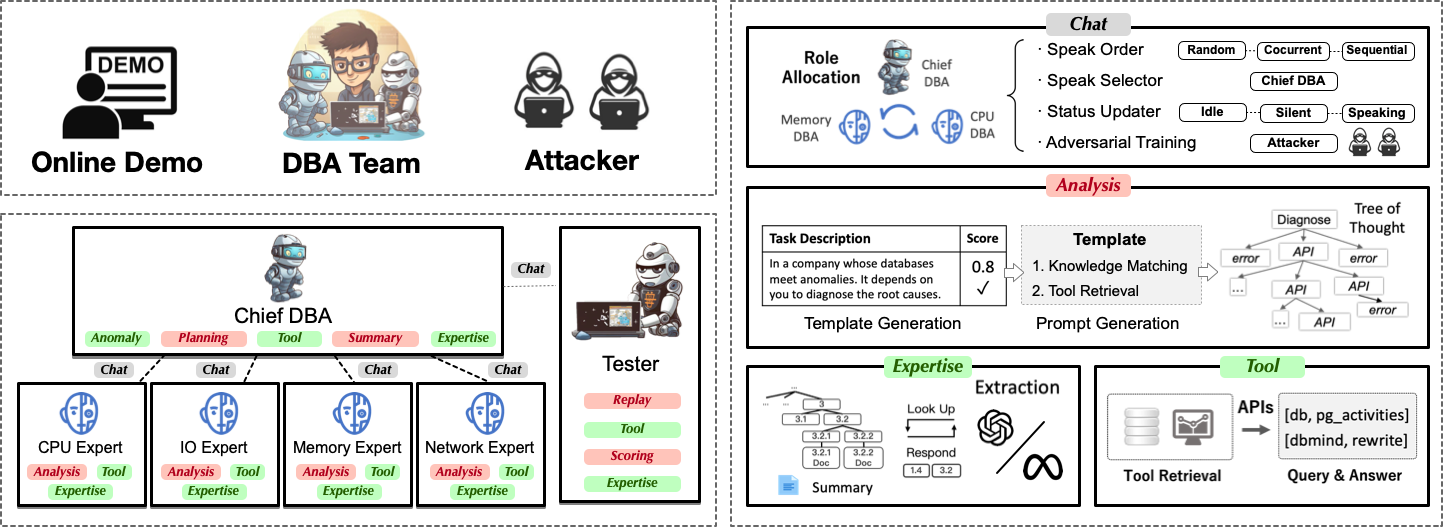 DEMO
Online Demo
DBA Team
Attacker
Chief DBA
Anomaly
Planning
Tool
Summary
Expertise
Chat
Chat
Chat
Chat
Chat
CPU Expert
Analysis
Tool
Expertise
IO Expert
Analysis
Tool
Expertise
Memory Expert
Analysis
Tool
Expertise
Network Expert
Analysis
Tool
Expertise
Tester
Replay
Tool
Scoring
Expertise
Chat
Role
Allocation
Chief
DBA
Memory
DBA
CPU
DBA
· Speak Order
Random
Cocurrent
Sequential
· Speak Selector
Chief DBA
· Status Updater
Idle
Silent
Speaking
· Adversarial Training
Attacker
Analysis
Task Description
Score
In a company whose databases
meet anomalies. It depends on
you to diagnose the root causes.
0.8
✓
Template Generation
Template
1. Knowledge Matching
2. Tool Retrieval
Prompt Generation
Tree of
Thought
Diagnose
error
API
error
...
API
API
...
API
error
Expertise
...
...
3
3.1
3.2
3.2.1
3.2.2
3.2.1
Doc
3.2.2
Doc
Summary
Look Up
Respond
1.4
3.2
Extraction
Tool
Tool Retrieval
APIs
[db, pg_activities]
[dbmind, rewrite]
Query & Answer